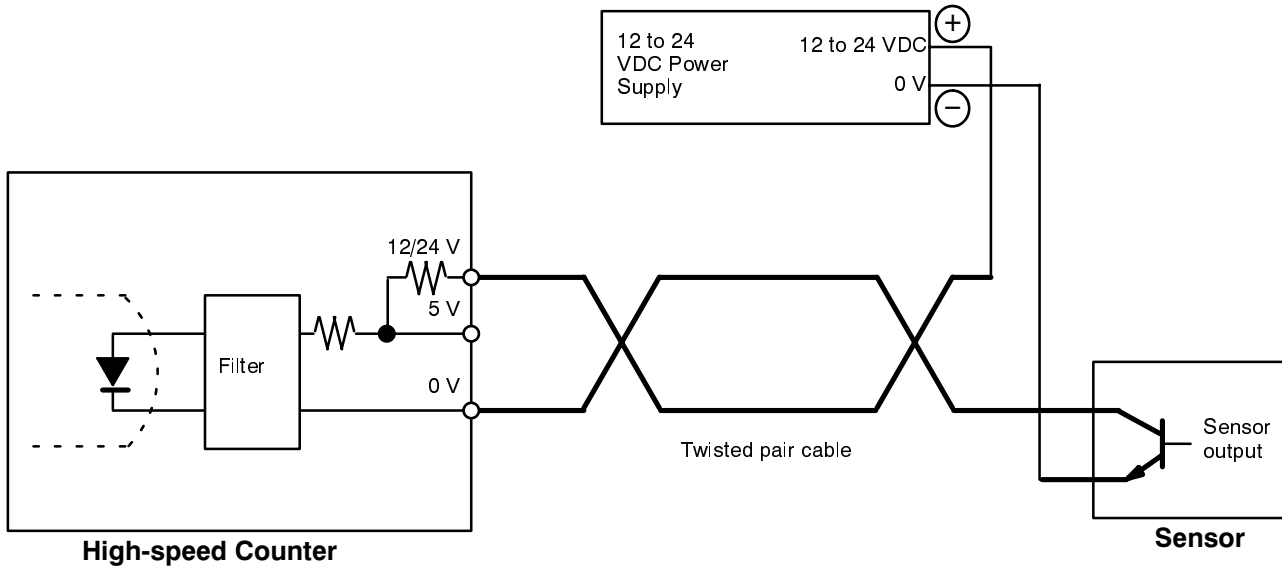 12 to 24
VDC Power
Supply
12 to 24 VDC
0 V
+
−
12/24 V
5 V
0 V
Filter
Twisted pair cable
Sensor
output
High-speed Counter
Sensor